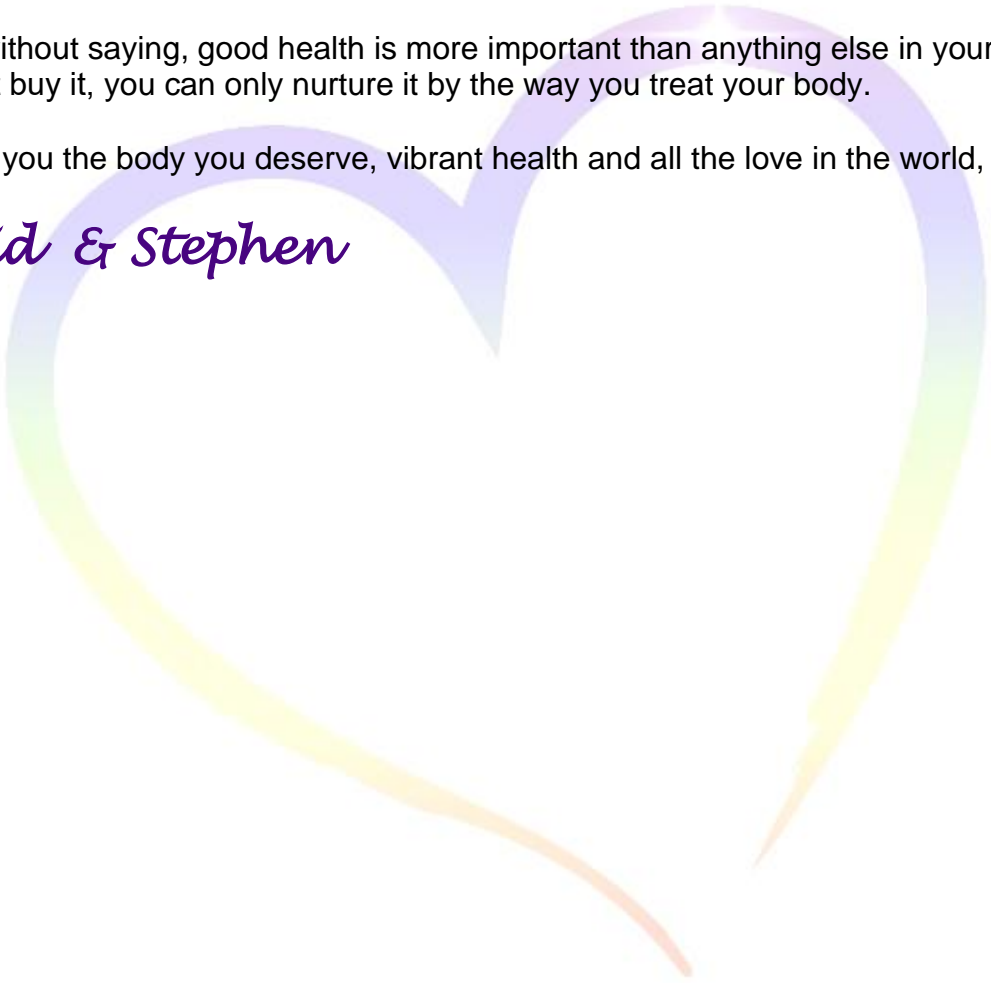 ithout saying, good health is more important than anything else in your
buy it, you can only nurture it by the way you treat your body.
you the body you deserve, vibrant health and all the love in the world,
id & Stephen